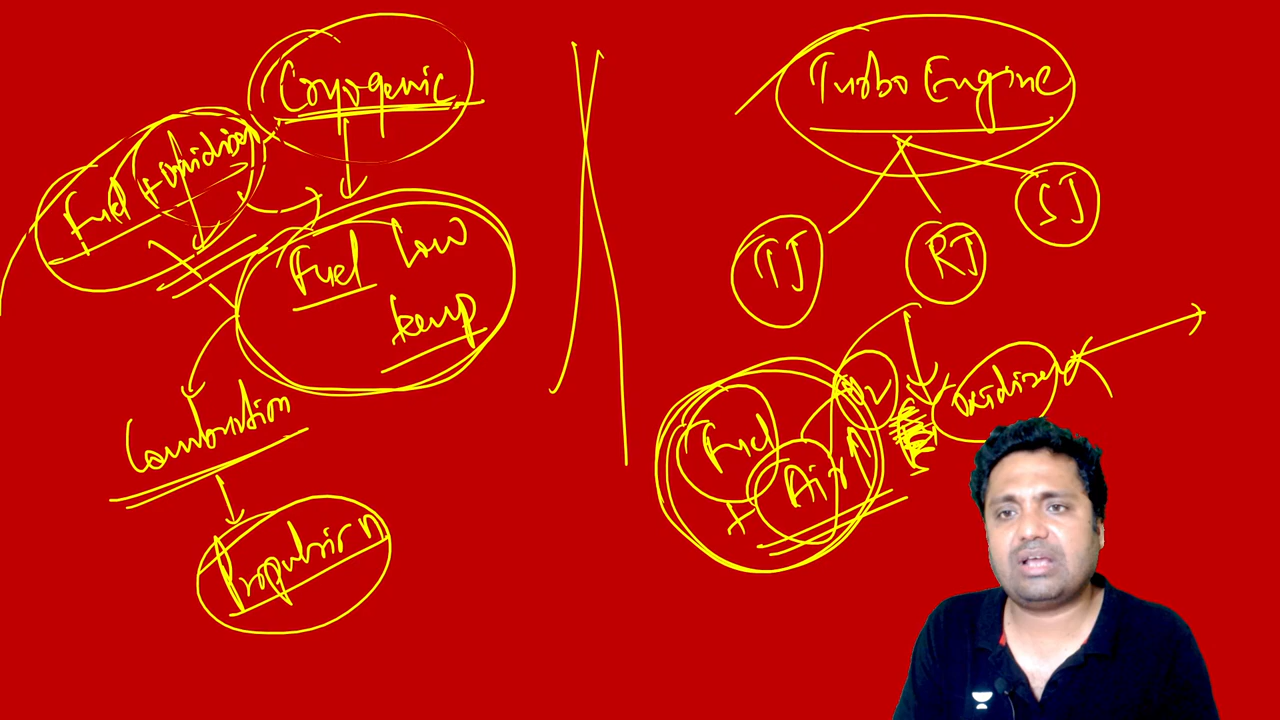 Cryogenic
Fuel + oxidiser
Fuel low
temp
Combustion
Propulsion
Turbo Engine
TJ
RJ
SJ
Fuel
+
Air
O2
oxidiser